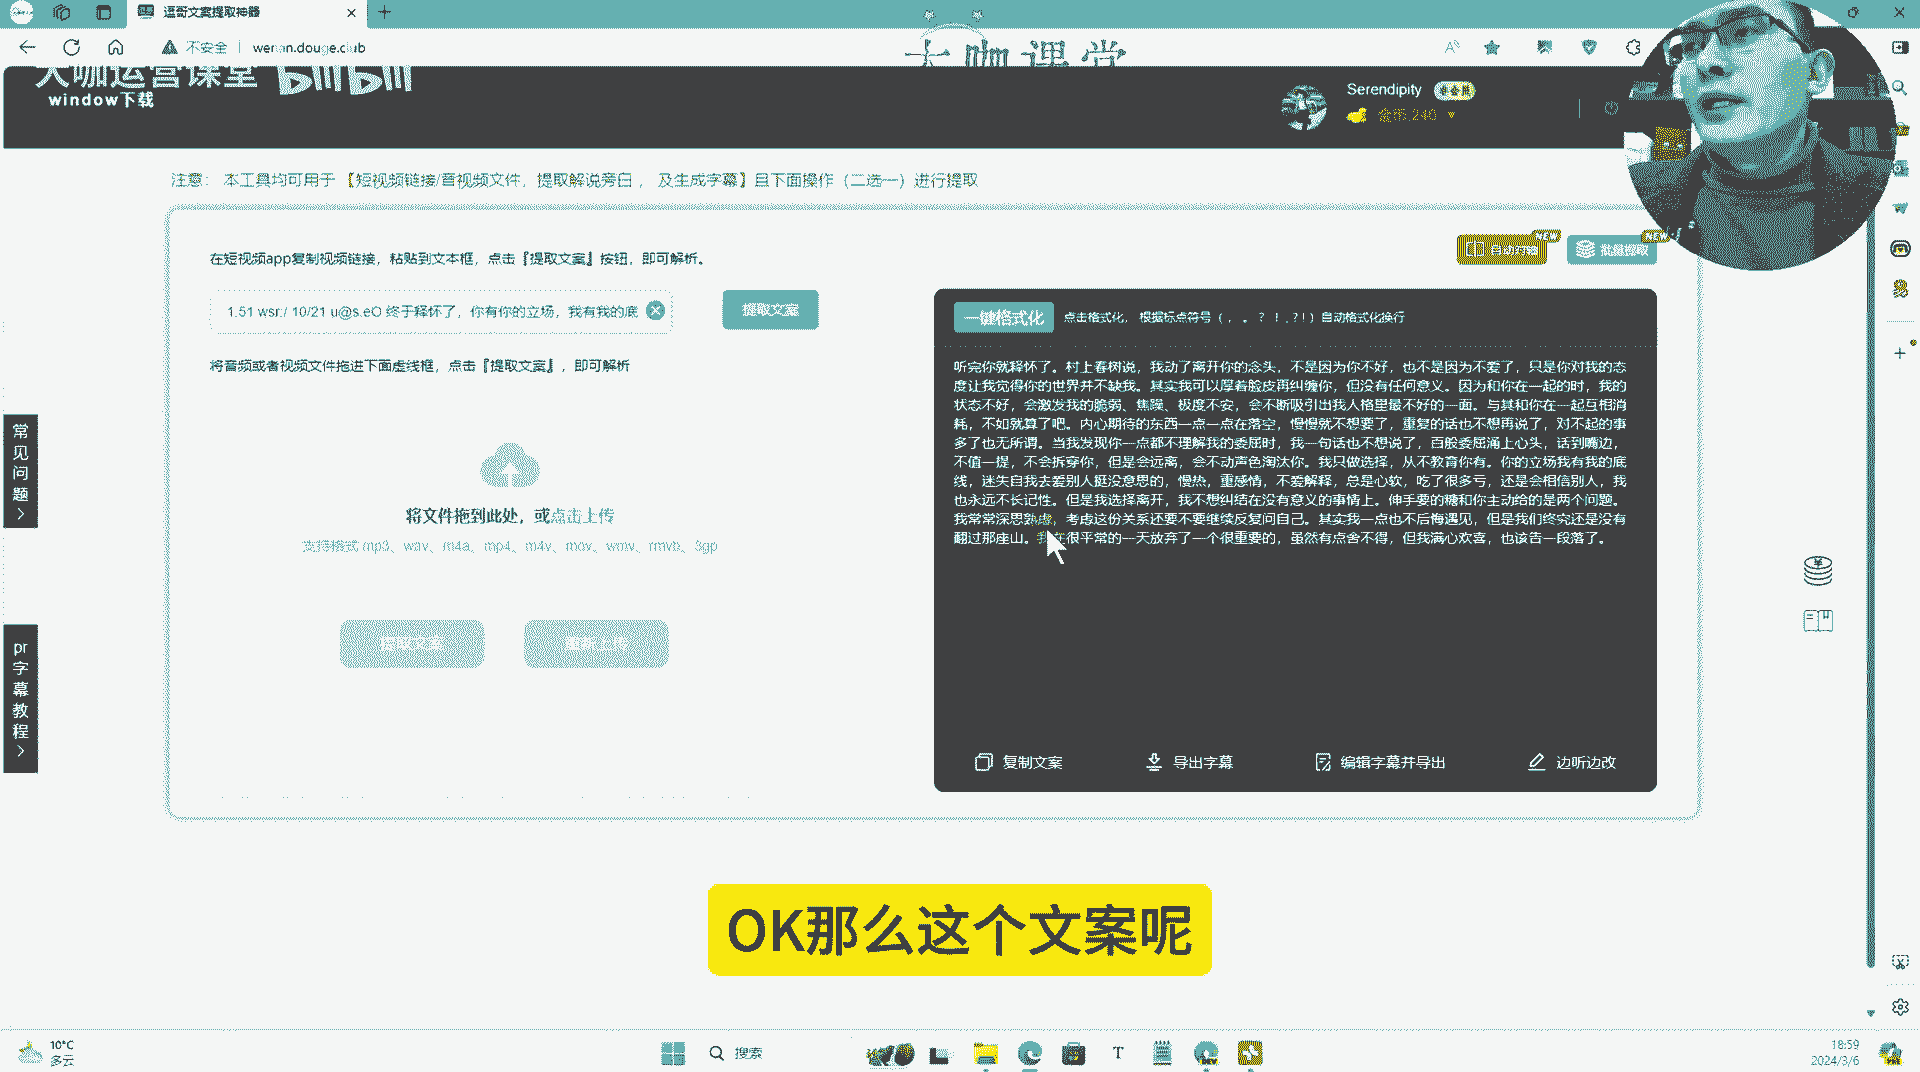 逗哥文案提取神器
不安全
wenan.douge.club
大咖课堂
大咖运营课堂 bilibili
window下载
Serendipity
金币:240
注意： 本工具均可用于 【短视频链接/音视频文件，提取解说旁白 ， 及生成字幕】且下面操作（二选一）进行提取
在短视频app复制视频链接，粘贴到文本框，点击『提取文案』按钮，即可解析。
NEW
NEW
批量提取
1.51 wsr:/ 10/21 u@s.eO 终于释怀了，你有你的立场，我有我的底
提取文案
一键格式化
点击格式化， 根据标点符号（ ， 。 ？ ！ , ? ! ）自动格式化换行
将音频或者视频文件拖进下面虚线框，点击『提取文案』，即可解析
听完你就释怀了。村上春树说，我动了离开你的念头，不是因为你不好，也不是因为不爱了，只是你对我的态
度让我觉得你的世界并不缺我。其实我可以厚着脸皮再纠缠你，但没有任何意义。因为和你在一起的时，我的
状态不好，会激发我的脆弱、焦躁、极度不安，会不断吸引出我人格里最不好的一面。与其和你在一起互相消
耗，不如就算了吧。内心期待的东西一点一点在落空，慢慢就不想要了，重复的话也不想再说了，对不起的事
多了也无所谓。当我发现你一点都不理解我的委屈时，我一句话也不想说了，百般委屈涌上心头，话到嘴边，
不值一提，不会拆穿你，但是会远离，会不动声色淘汰你。我只做选择，从不教育你有。你的立场我有我的底
线，迷失自我去爱别人挺没意思的，慢热，重感情，不爱解释，总是心软，吃了很多亏，还是会相信别人，我
也永远不长记性。但是我选择离开，我不想纠结在没有意义的事情上。伸手要的糖和你主动给的是两个问题。
我常常深思熟虑，考虑这份关系还要不要继续反复问自己。其实我一点也不后悔遇见，但是我们终究还是没有
翻过那座山。我在很平常的一天放弃了一个很重要的，虽然有点舍不得，但我满心欢喜，也该告一段落了。
常见问题
将文件拖到此处，或点击上传
支持格式 mp3、wav、m4a、mp4、m4v、mov、wmv、rmvb、3gp
提取文案
重新上传
pr字幕教程
复制文案
导出字幕
编辑字幕并导出
边听边改
OK那么这个文案呢
10°C
多云
搜索
18:59
2024/3/6